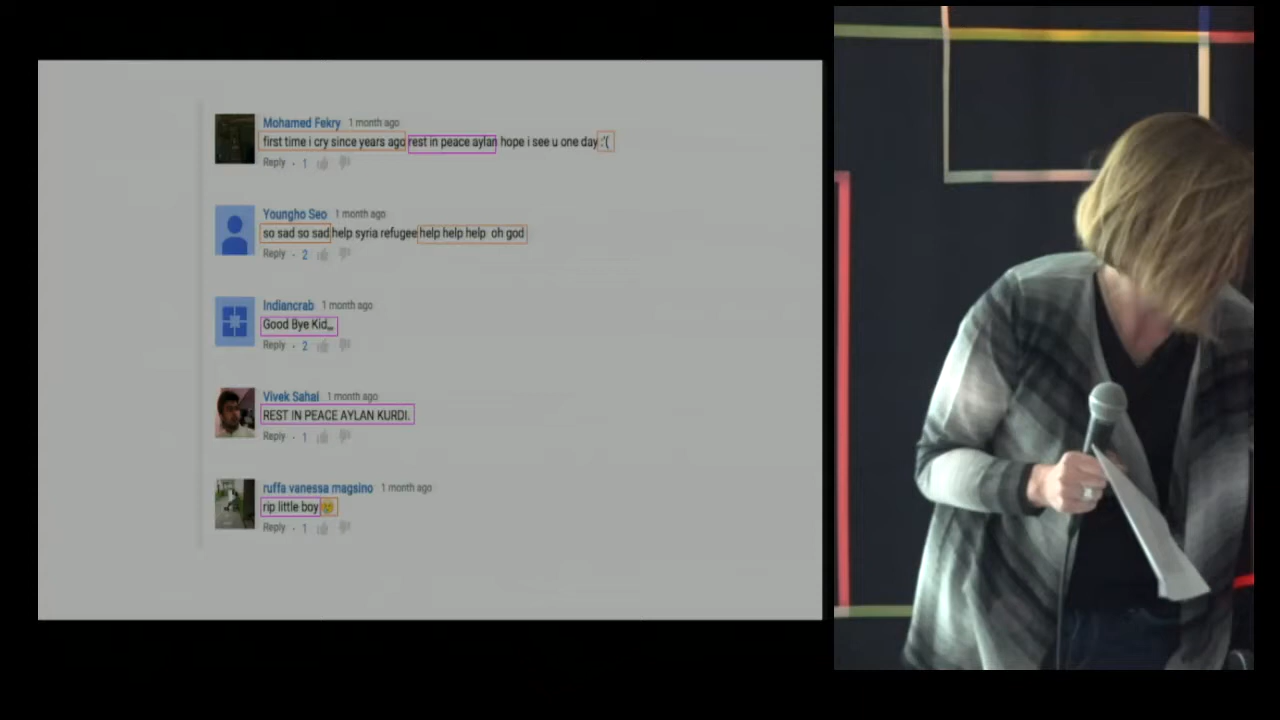 Mohamed Fekry 1 month ago
first time i cry since years ago rest in peace aylan hope i see u one day :'(
Reply · 1
Youngho Seo 1 month ago
so sad so sad help syria refugee help help help oh god
Reply · 2
Indiancrab 1 month ago
Good Bye Kid,,,
Reply · 2
Vivek Sahai 1 month ago
REST IN PEACE AYLAN KURDI.
Reply · 1
ruffa vanessa magsino 1 month ago
rip little boy😢
Reply · 1